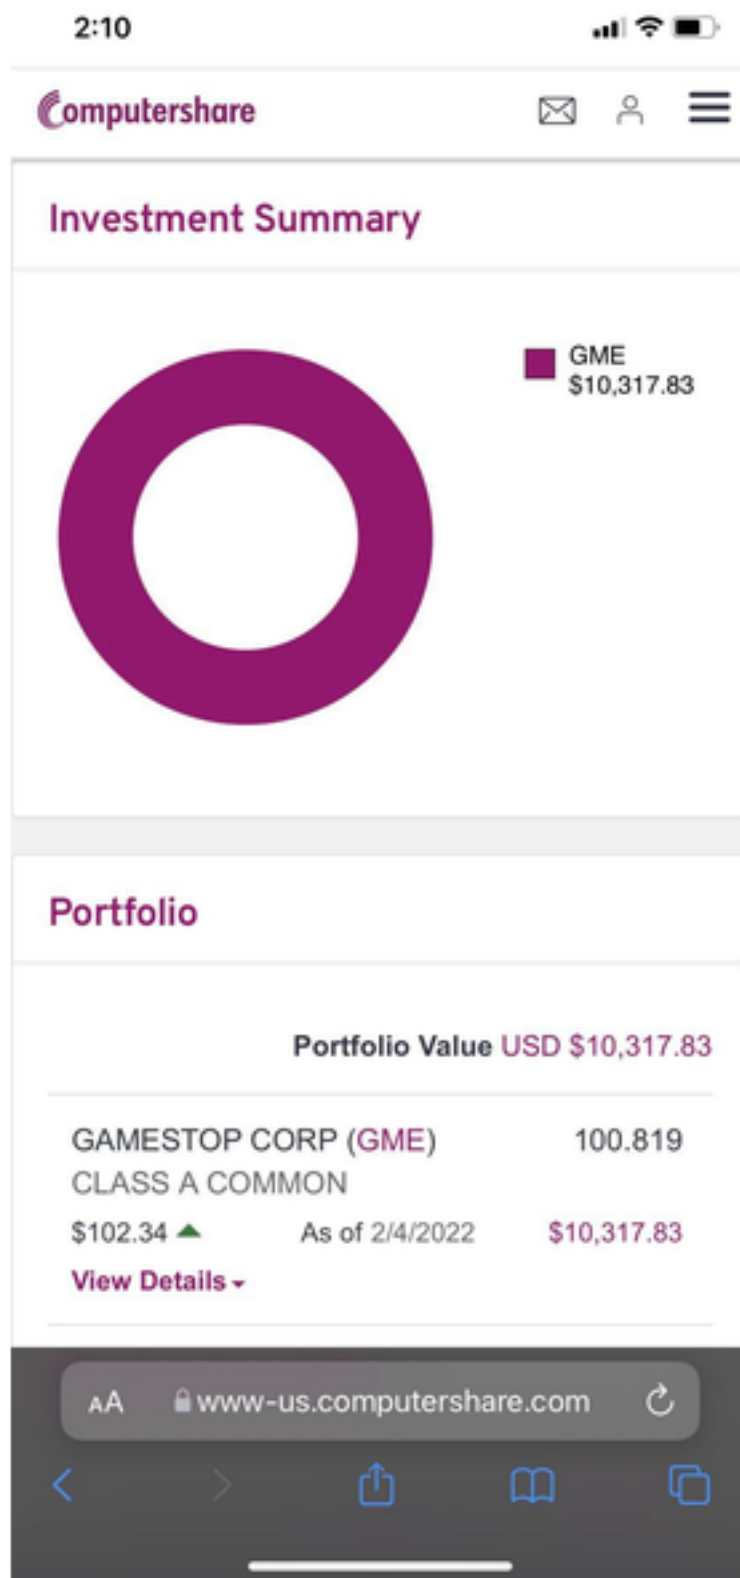 2:10
Computershare
Investment Summary
GME
$10,317.83
Portfolio
Portfolio Value USD $10,317.83
GAMESTOP CORP (GME) 100.819
CLASS A COMMON
$102.34 As of 2/4/2022 $10,317.83
View Details
AA www-us.computershare.com